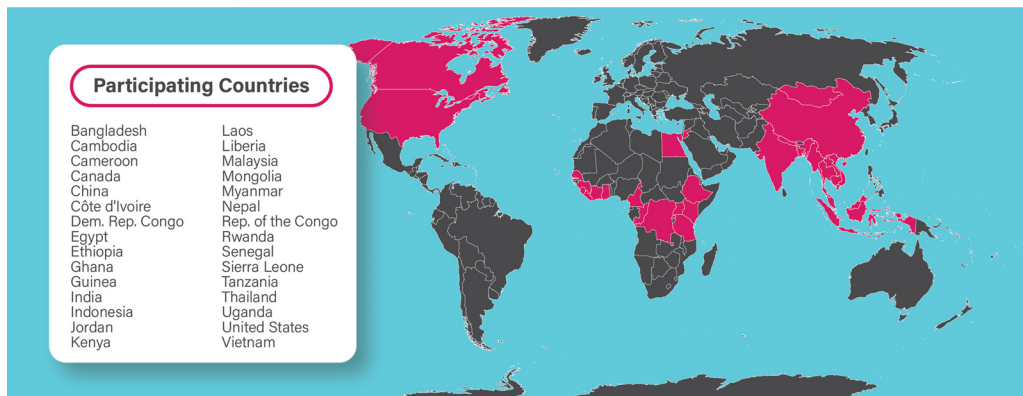 Participating Countries
Bangladesh
Cambodia
Cameroon
Canada
China
Côte d'Ivoire
Dem. Rep. Congo
Egypt
Ethiopia
Ghana
Guinea
India
Indonesia
Jordan
Kenya
Laos
Liberia
Malaysia
Mongolia
Myanmar
Nepal
Rep. of the Congo
Rwanda
Senegal
Sierra Leone
Tanzania
Thailand
Uganda
United States
Vietnam